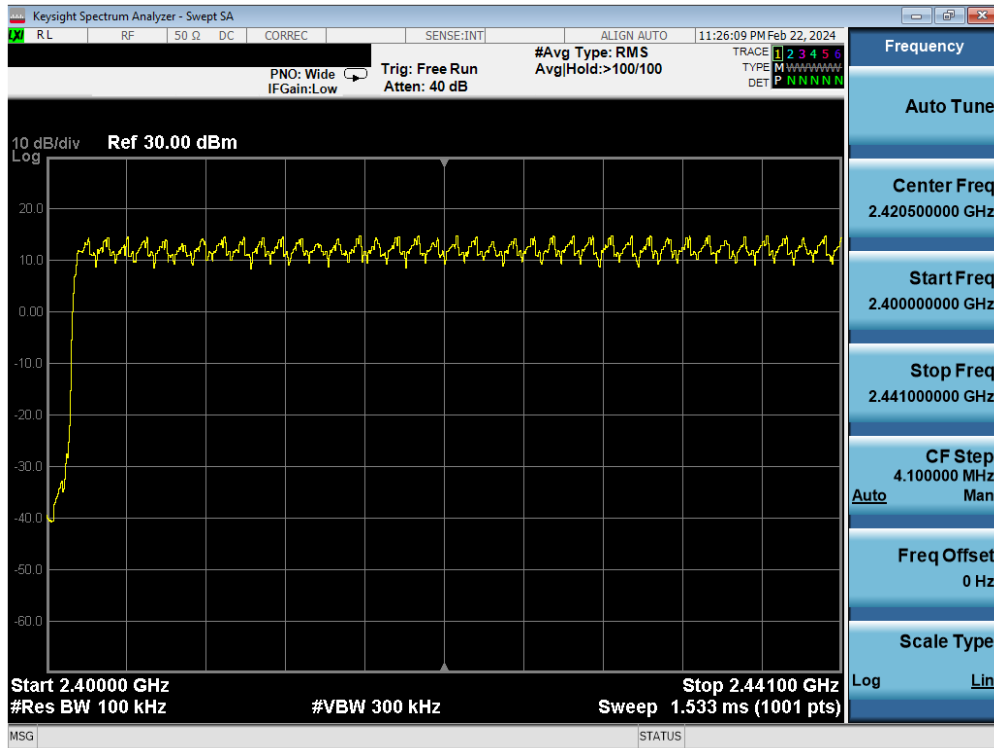 Keysight Spectrum Analyzer - Swept SA
LXI RL RF 50 Ω DC CORREC SENSE:INT ALIGN AUTO 11:26:09 PM Feb 22, 2024
PNO: Wide
IFGain:Low
Trig: Free Run
Atten: 40 dB
#Avg Type: RMS
Avg|Hold:>100/100
TRACE 1 2 3 4 5 6
TYPE M WWWWW
DET P N N N N N
10 dB/div
Log
Ref 30.00 dBm
20.0
10.0
0.00
-10.0
-20.0
-30.0
-40.0
-50.0
-60.0
Start 2.40000 GHz
Stop 2.44100 GHz
#Res BW 100 kHz
#VBW 300 kHz
Sweep 1.533 ms (1001 pts)
MSG
STATUS
Frequency
Auto Tune
Center Freq
2.420500000 GHz
Start Freq
2.400000000 GHz
Stop Freq
2.441000000 GHz
CF Step
4.100000 MHz
Auto Man
Freq Offset
0 Hz
Scale Type
Log Lin